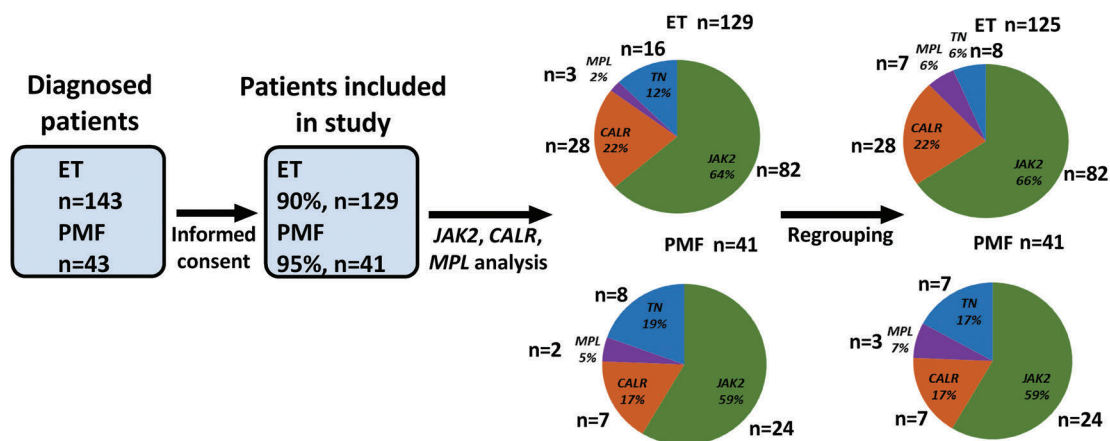 Diagnosed
patients
ET
n=143
PMF
n=43
Informed
consent
Patients included
in study
ET
90%, n=129
PMF
95%, n=41
JAK2, CALR,
MPL analysis
ET n=129
n=16
MPL
2%
n=3
TN
12%
CALR
22%
n=28
JAK2
64%
n=82
PMF n=41
n=8
TN
19%
MPL
5%
n=2
CALR
17%
n=7
JAK2
59%
n=24
Regrouping
ET n=125
TN
6%
n=8
MPL
6%
n=7
CALR
22%
n=28
JAK2
66%
n=82
PMF n=41
n=7
TN
17%
MPL
7%
n=3
CALR
17%
n=7
JAK2
59%
n=24